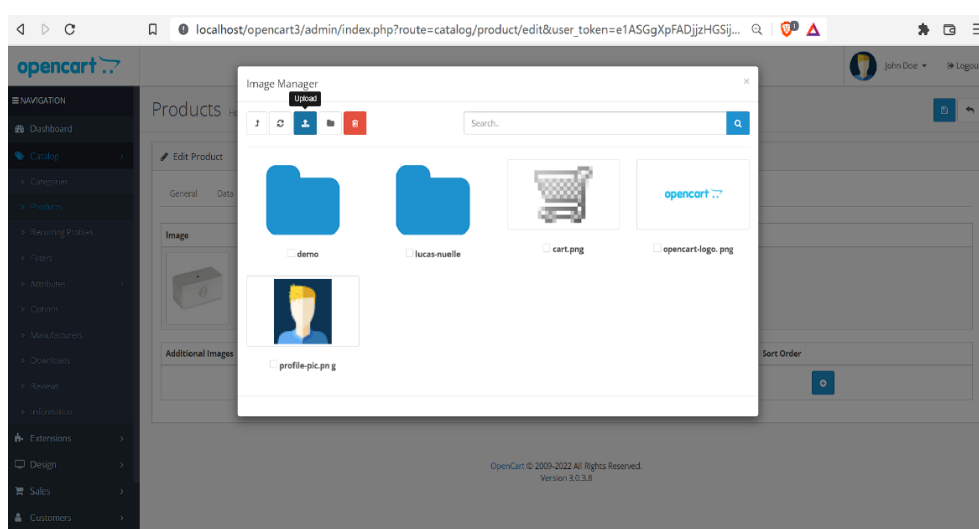 localhost/opencart3/admin/index.php?route=catalog/product/edit&user_token=e1ASGgXpFADjjzHGSij...
opencart
John Doe
Logou
NAVIGATION
Dashboard
Catalog
Categories
Products
Recurring Profiles
Filters
Attributes
Options
Manufacturers
Downloads
Reviews
Information
Extensions
Design
Sales
Customers
Products
Edit Product
General Data
Image
Additional Images
Sort Order
Image Manager
×
Upload
Search..
demo
lucas-nuelle
cart.png
opencart
opencart-logo. png
profile-pic.pn g
OpenCart © 2009-2022 All Rights Reserved.
Version 3.0.3.8